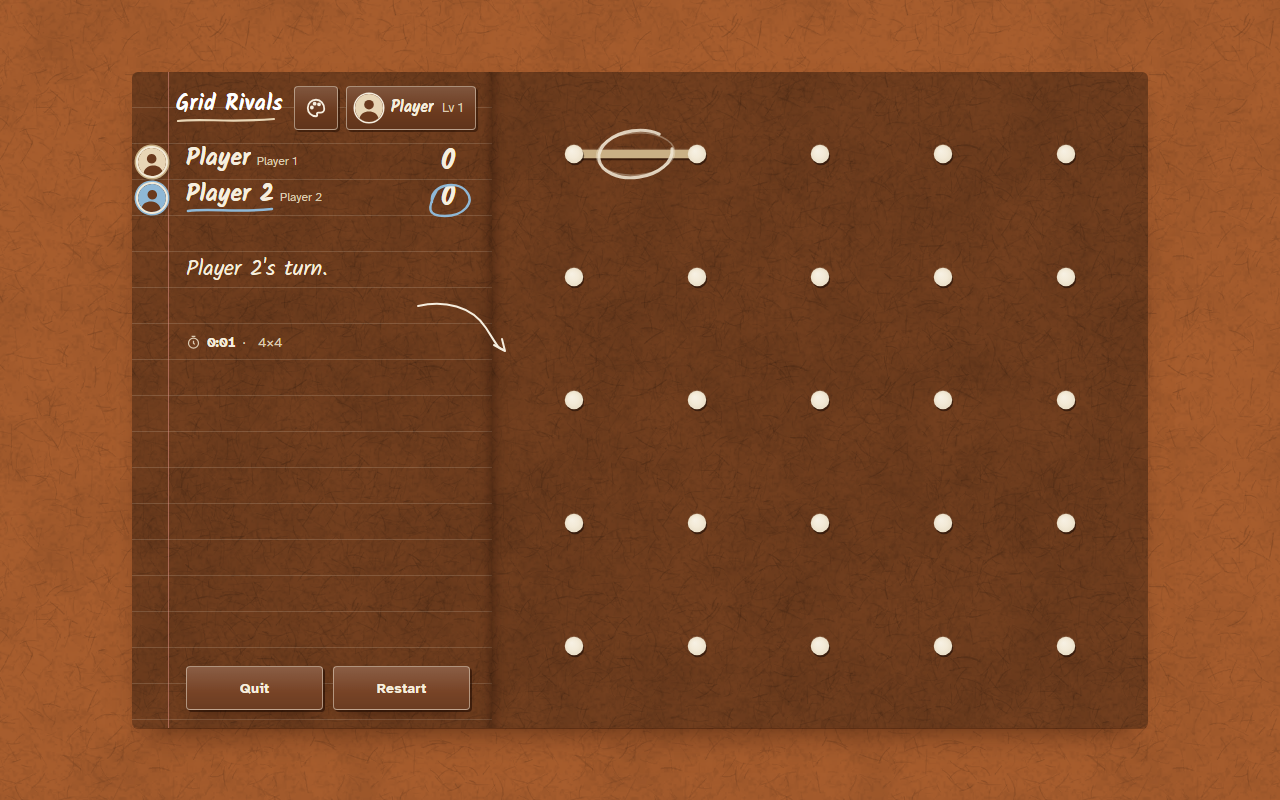 Grid Rivals
Player Lv 1
Player Player 1 0
Player 2 Player 2 0
Player 2's turn.
0:01 · 4×4
Quit
Restart